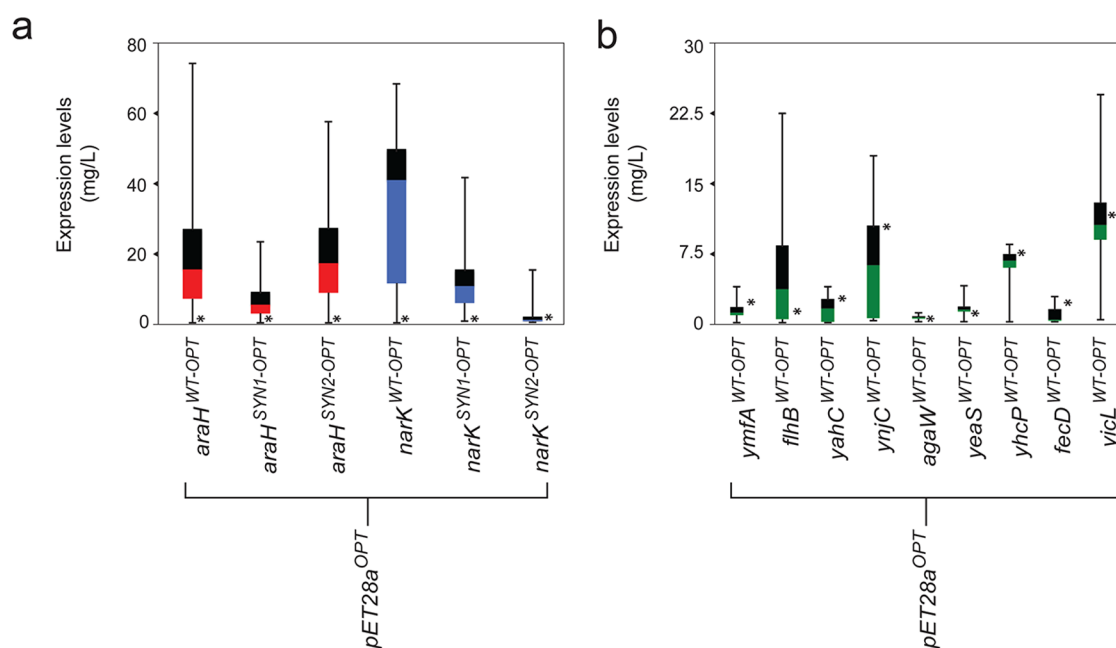 a
Expression levels
(mg/L)
80
60
40
20
0
*
*
*
*
*
*
araH^WT-OPT
araH^SYN1-OPT
araH^SYN2-OPT
narK^WT-OPT
narK^SYN1-OPT
narK^SYN2-OPT
pET28a^OPT
b
Expression levels
(mg/L)
30
22.5
15
7.5
0
*
*
*
*
*
*
*
*
*
ymfA^WT-OPT
flhB^WT-OPT
yahC^WT-OPT
ynjC^WT-OPT
agaW^WT-OPT
yeaS^WT-OPT
yhcP^WT-OPT
fecD^WT-OPT
yicL^WT-OPT
pET28a^OPT